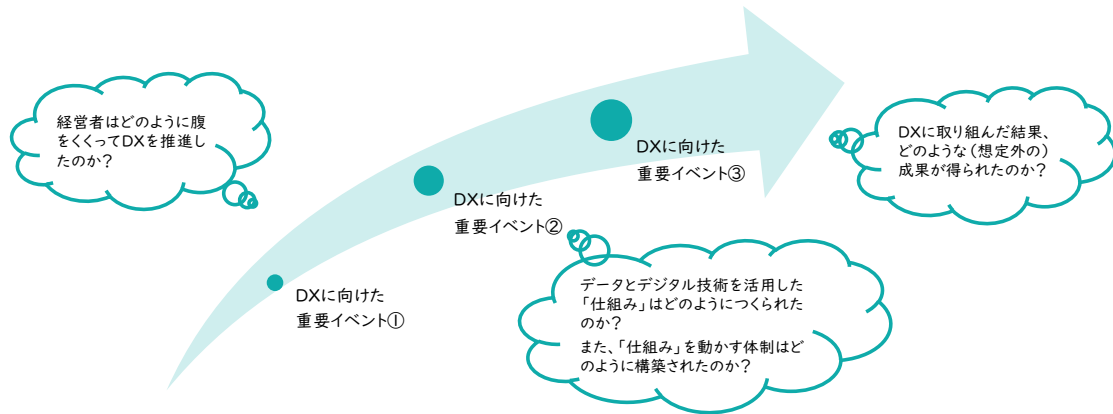 経営者はどのように腹
をくくってDXを推進し
たのか?
DXに向けた
重要イベント①
DXに向けた
重要イベント②
DXに向けた
重要イベント③
データとデジタル技術を活用した
「仕組み」はどのようにつくられた
のか?
また、「仕組み」を動かす体制はど
のように構築されたのか?
DXに取り組んだ結果、
どのような(想定外の)
成果が得られたのか?